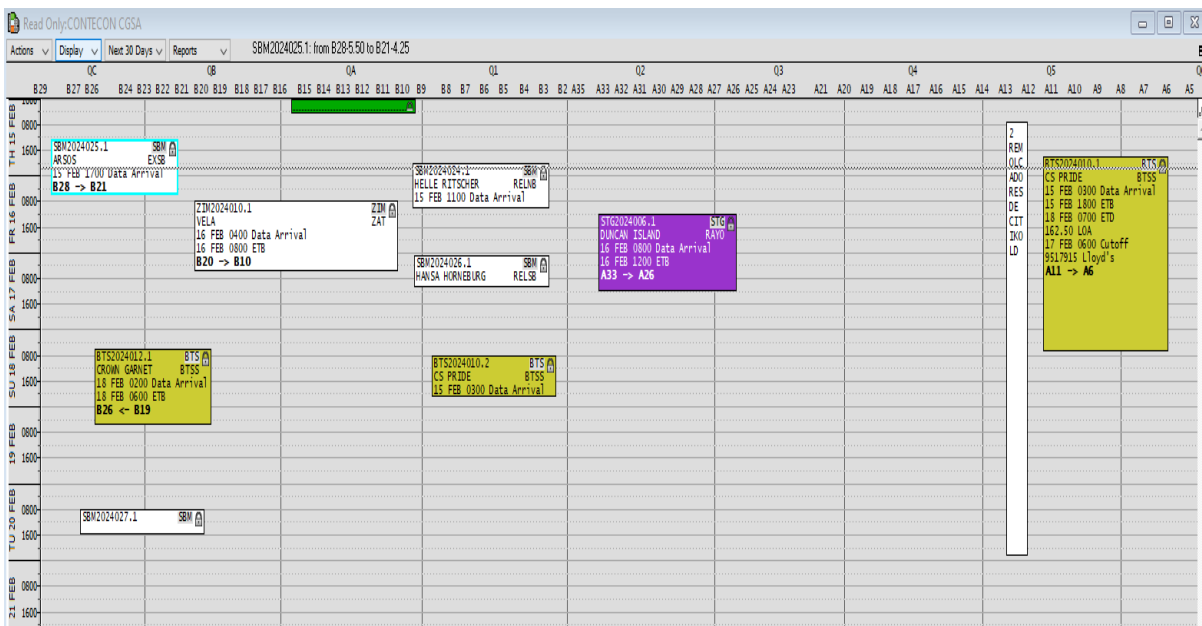 Read Only:CONTECON CGSA
Actions Display Next 30 Days Reports SBM2024025.1: from B28-5.50 to B21-4.25
QC QB QA Q1 Q2 Q3 Q4 Q5
B29 B27 B26 B24 B23 B22 B21 B20 B19 B18 B17 B16 B15 B14 B13 B12 B11 B10 B9 B8 B7 B6 B5 B4 B3 B2 A35 A33 A32 A31 A30 A29 A28 A27 A26 A25 A24 A23 A21 A20 A19 A18 A17 A16 A15 A14 A13 A12 A11 A10 A9 A8 A7 A6 A5
TH 15 FEB
0800
1600
FR 16 FEB
0800
1600
SA 17 FEB
0800
1600
SU 18 FEB
0800
1600
19 FEB
0800
1600
TU 20 FEB
0800
1600
21 FEB
0800
1600
SBM2024025.1 SBM
ARSOS EXSB
15 FEB 1700 Data Arrival
B28 -> B21
ZIM2024010.1 ZIM
VELA ZAT
16 FEB 0400 Data Arrival
16 FEB 0800 ETB
B20 -> B10
SBM2024024.1 SBM
HELLE RITSCHER RELNB
15 FEB 1100 Data Arrival
SBM2024026.1 SBM
HANSA HORNEBURG RELSB
STG2024006.1 STG
DUNCAN ISLAND RAYO
16 FEB 0800 Data Arrival
16 FEB 1200 ETB
A33 -> A26
2
REM
OLC
ADO
RES
DE
CIT
IKO
LD
BTS2024010.1 BTS
CS PRIDE BTSS
15 FEB 0300 Data Arrival
15 FEB 1800 ETB
18 FEB 0700 ETD
162.50 LOA
17 FEB 0600 Cutoff
9517915 Lloyd's
A11 -> A6
BTS2024012.1 BTS
CROWN GARNET BTSS
18 FEB 0200 Data Arrival
18 FEB 0600 ETB
B26 <- B19
BTS2024010.2 BTS
CS PRIDE BTSS
15 FEB 0300 Data Arrival
SBM2024027.1 SBM